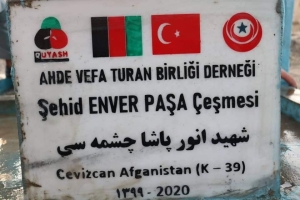 QUYASH
AHDE VEFA TURAN BİRLİĞİ DERNEĞİ
Şehid ENVER PAŞA Çeşmesi
شهید انور پاشا چشمه سی
Cevizcan Afganistan (K – 39)
۱۳۹۹ - 2020